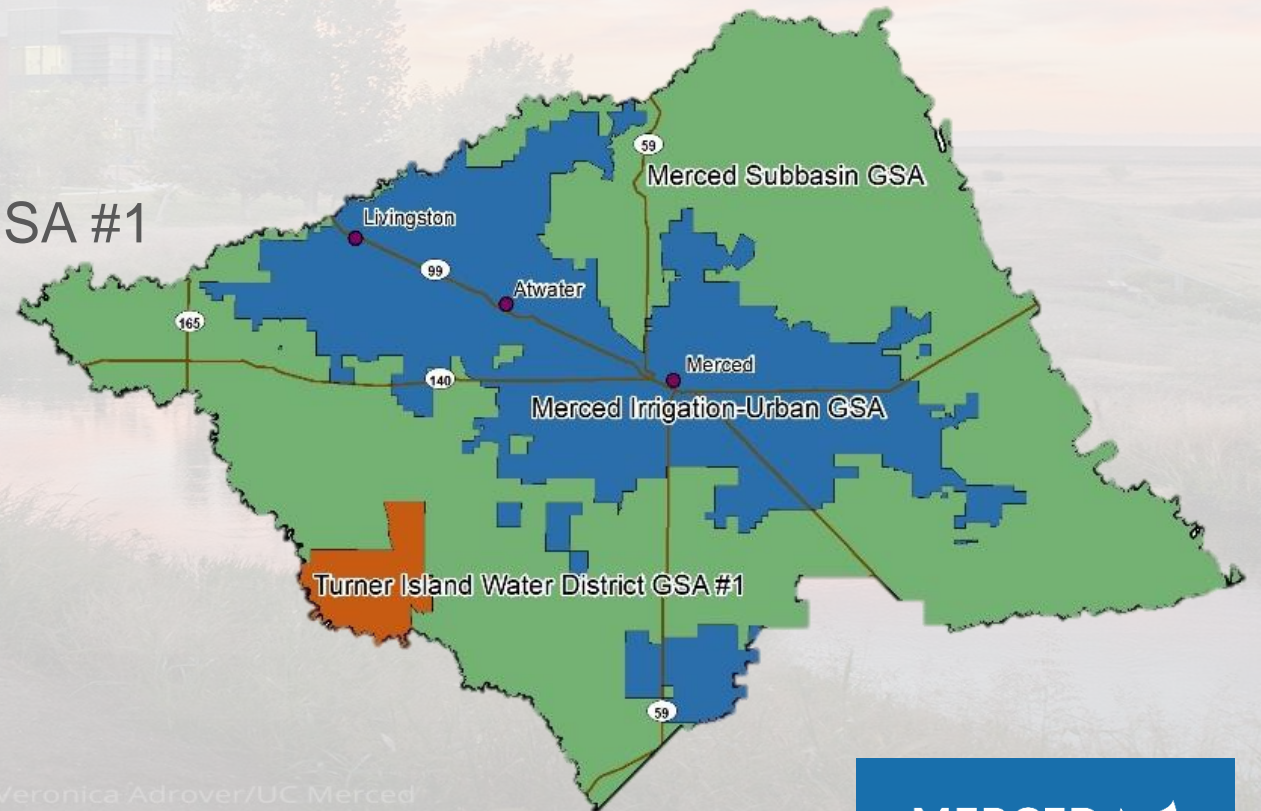 59
Merced Subbasin GSA
SA #1
Livingston
99
Atwater
165
Merced
140
Merced Irrigation-Urban GSA
Turner Island Water District GSA #1
59
Veronica Adrover/UC Merced
MERCED